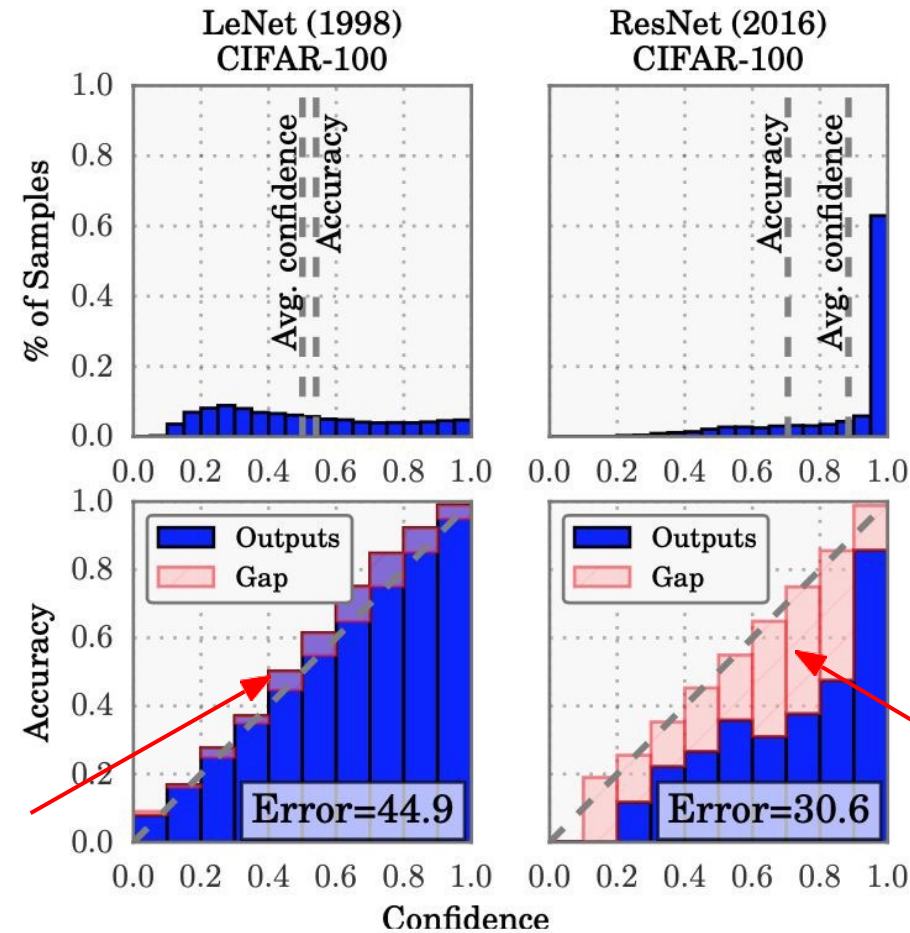 LeNet (1998)
CIFAR-100
ResNet (2016)
CIFAR-100
% of Samples
1.0
0.8
0.6
0.4
0.2
0.0
Avg. confidence
Accuracy
Accuracy
Avg. confidence
0.0 0.2 0.4 0.6 0.8 1.0
0.0 0.2 0.4 0.6 0.8 1.0
Accuracy
1.0
0.8
0.6
0.4
0.2
0.0
Outputs
Gap
Error=44.9
Outputs
Gap
Error=30.6
0.0 0.2 0.4 0.6 0.8 1.0
0.0 0.2 0.4 0.6 0.8 1.0
Confidence